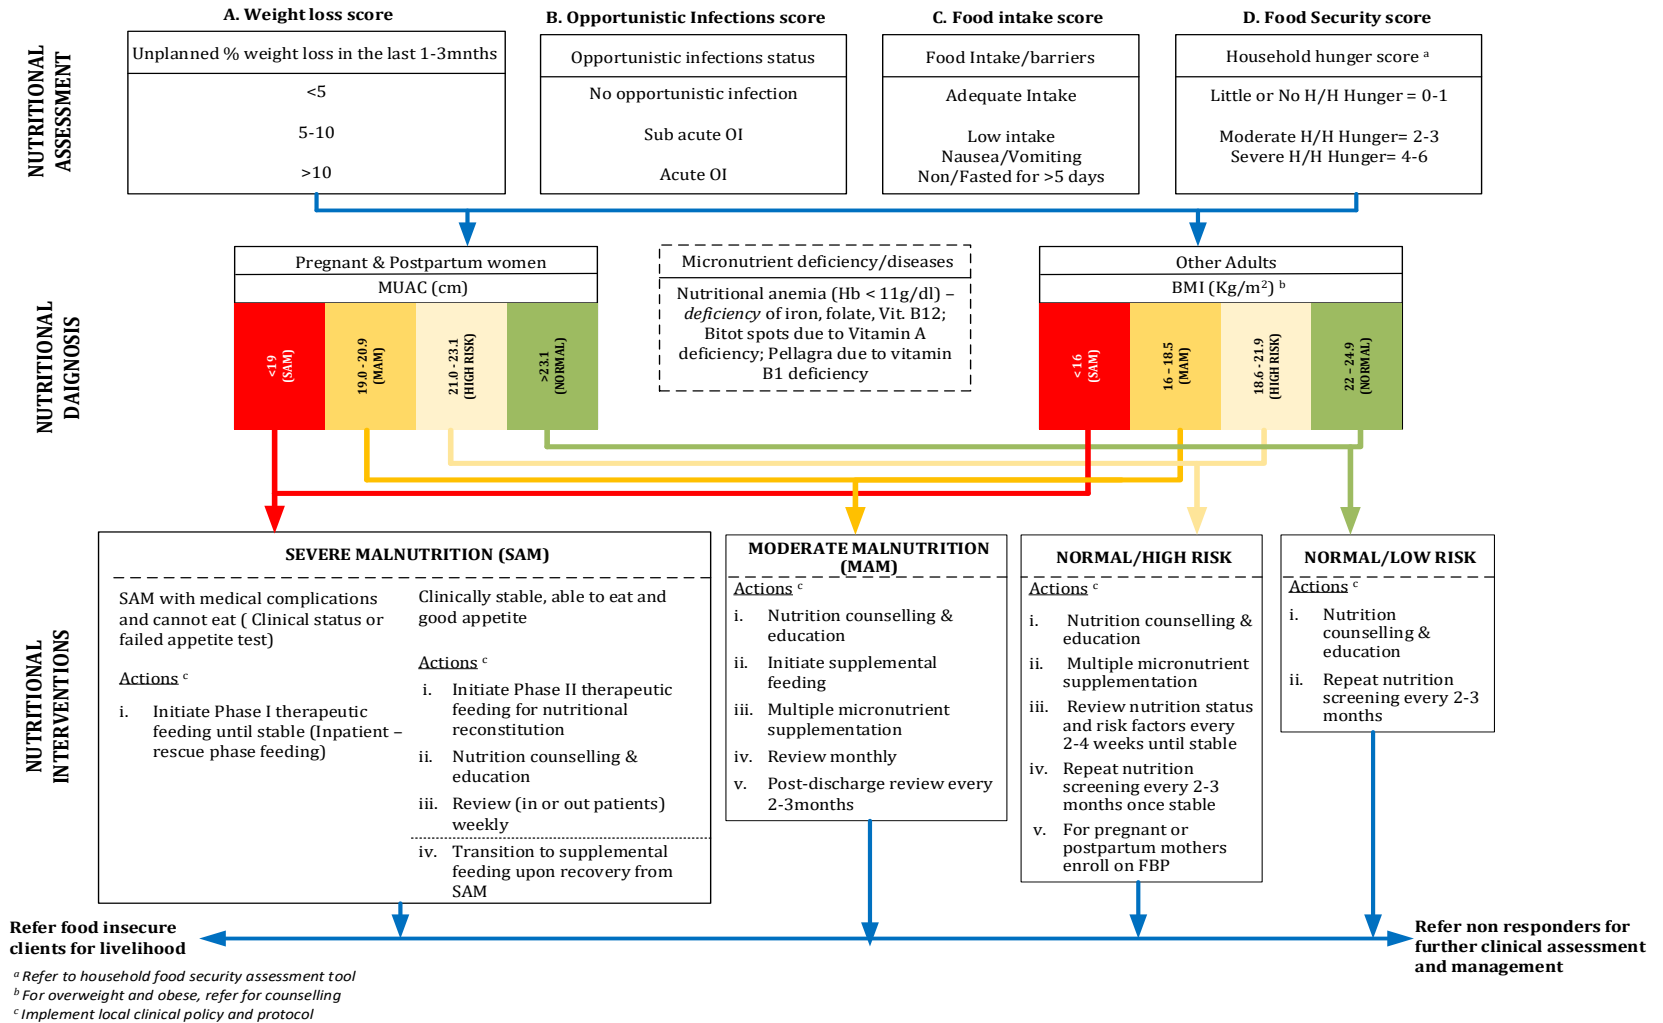 A. Weight loss score
B. Opportunistic Infections score
C. Food intake score
D. Food Security score
NUTRITIONAL
ASSESSMENT
Unplanned % weight loss in the last 1-3mnths
<5
5-10
>10
Opportunistic infections status
No opportunistic infection
Sub acute OI
Acute OI
Food Intake/barriers
Adequate Intake
Low intake
Nausea/Vomiting
Non/Fasted for >5 days
Household hunger score a
Little or No H/H Hunger = 0-1
Moderate H/H Hunger= 2-3
Severe H/H Hunger= 4-6
NUTRITIONAL
DAIGNOSIS
Pregnant & Postpartum women
MUAC (cm)
<19
(SAM)
19.0 - 20.9
(MAM)
21.0 - 23.1
(HIGH RISK)
>23.1
(NORMAL)
Micronutrient deficiency/diseases
Nutritional anemia (Hb < 11g/dl) –
deficiency of iron, folate, Vit. B12;
Bitot spots due to Vitamin A
deficiency; Pellagra due to vitamin
B1 deficiency
Other Adults
BMI (Kg/m2) b
< 16
(SAM)
16 – 18.5
(MAM)
18.6 - 21.9
(HIGH RISK)
22 – 24.9
(NORMAL)
NUTRITIONAL
INTERVENTIONS
SEVERE MALNUTRITION (SAM)
SAM with medical complications
and cannot eat ( Clinical status or
failed appetite test)
Actions c
i. Initiate Phase I therapeutic
feeding until stable (Inpatient –
rescue phase feeding)
Clinically stable, able to eat and
good appetite
Actions c
i. Initiate Phase II therapeutic
feeding for nutritional
reconstitution
ii. Nutrition counselling &
education
iii. Review (in or out patients)
weekly
iv. Transition to supplemental
feeding upon recovery from
SAM
MODERATE MALNUTRITION
(MAM)
Actions c
i. Nutrition counselling &
education
ii. Initiate supplemental
feeding
iii. Multiple micronutrient
supplementation
iv. Review monthly
v. Post-discharge review every
2-3months
NORMAL/HIGH RISK
Actions c
i. Nutrition counselling &
education
ii. Multiple micronutrient
supplementation
iii. Review nutrition status
and risk factors every
2-4 weeks until stable
iv. Repeat nutrition
screening every 2-3
months once stable
v. For pregnant or
postpartum mothers
enroll on FBP
NORMAL/LOW RISK
Actions c
i. Nutrition
counselling &
education
ii. Repeat nutrition
screening every 2-3
months
Refer food insecure
clients for livelihood
Refer non responders for
further clinical assessment
and management
a Refer to household food security assessment tool
b For overweight and obese, refer for counselling
c Implement local clinical policy and protocol